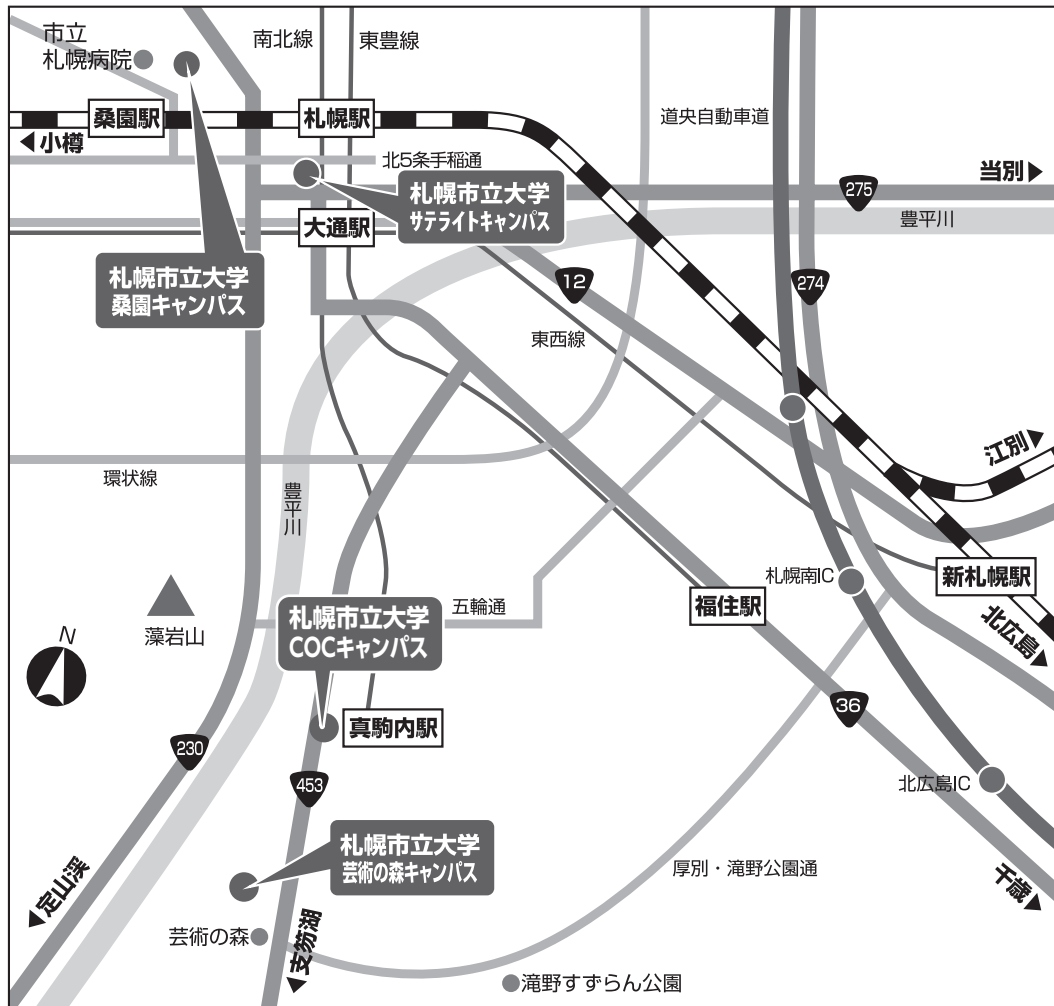 市立
札幌病院
南北線
東豊線
道央自動車道
桑園駅
札幌駅
◀小樽
北5条手稲通
当別▶
札幌市立大学
サテライトキャンパス
275
豊平川
大通駅
札幌市立大学
桑園キャンパス
12
274
東西線
環状線
豊平川
江別▶
札幌南IC
新札幌駅
福住駅
五輪通
札幌市立大学
COCキャンパス
藻岩山
N
北広島▶
36
真駒内駅
230
453
北広島IC
札幌市立大学
芸術の森キャンパス
厚別・滝野公園通
千歳▶
◀定山渓
芸術の森
◀支笏湖
滝野すずらん公園